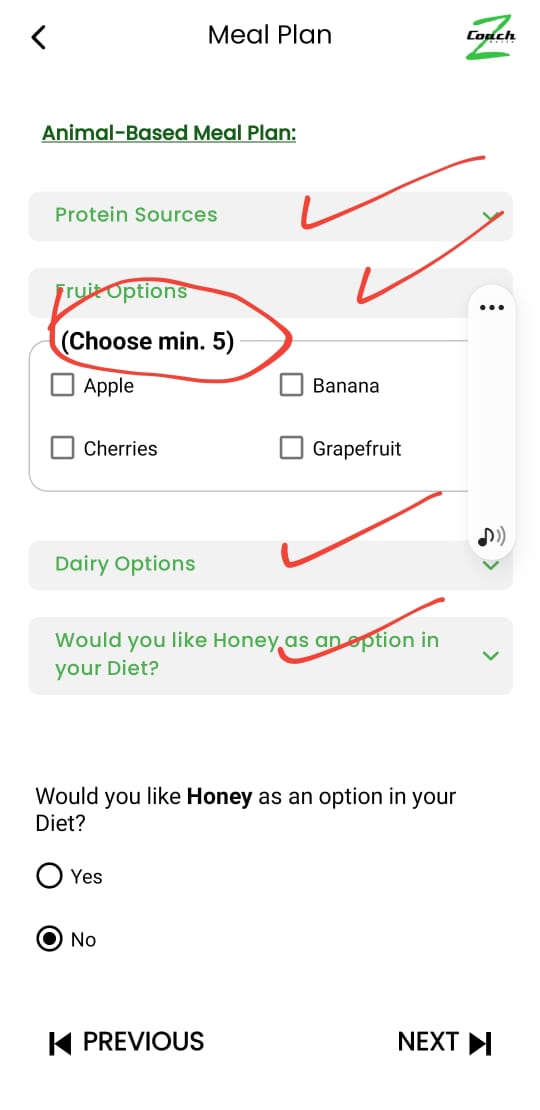 Meal Plan
Coach
Animal-Based Meal Plan:
Protein Sources
Fruit Options
(Choose min. 5)
Apple
Banana
Cherries
Grapefruit
Dairy Options
Would you like Honey as an option in
your Diet?
Would you like Honey as an option in your
Diet?
Yes
No
PREVIOUS
NEXT